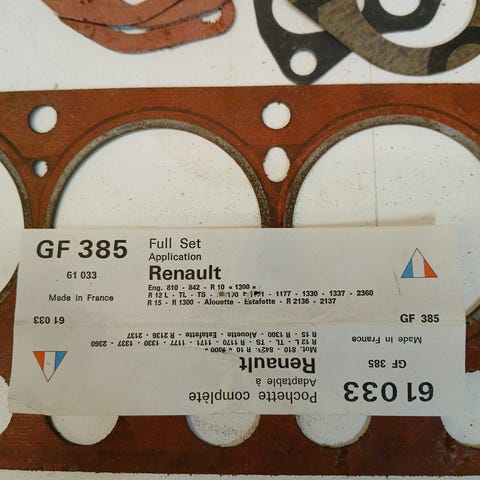 GF 385
61 033
Made in France
61 033
Full Set
Application
Renault
Eng. 810 - 842 - R 10 « 1300 »
R 12 L - TL - TS - 1177 - 1330 - 1337 - 2360
R 15 - R 1300 - Alouette - Estafette - R 2136 - 2137
GF 385
61 033
Made in France
GF 385
Pochette complète
Adaptable à
Renault
Mot. 810 - 842 - R 10 « 1300 »
R 12 L - TL - TS - R 1170 - 1171 - 1177 - 1330 - 1337 - 2360
R 15 - R 1300 - Alouette - Estafette - R 2136 - 2137